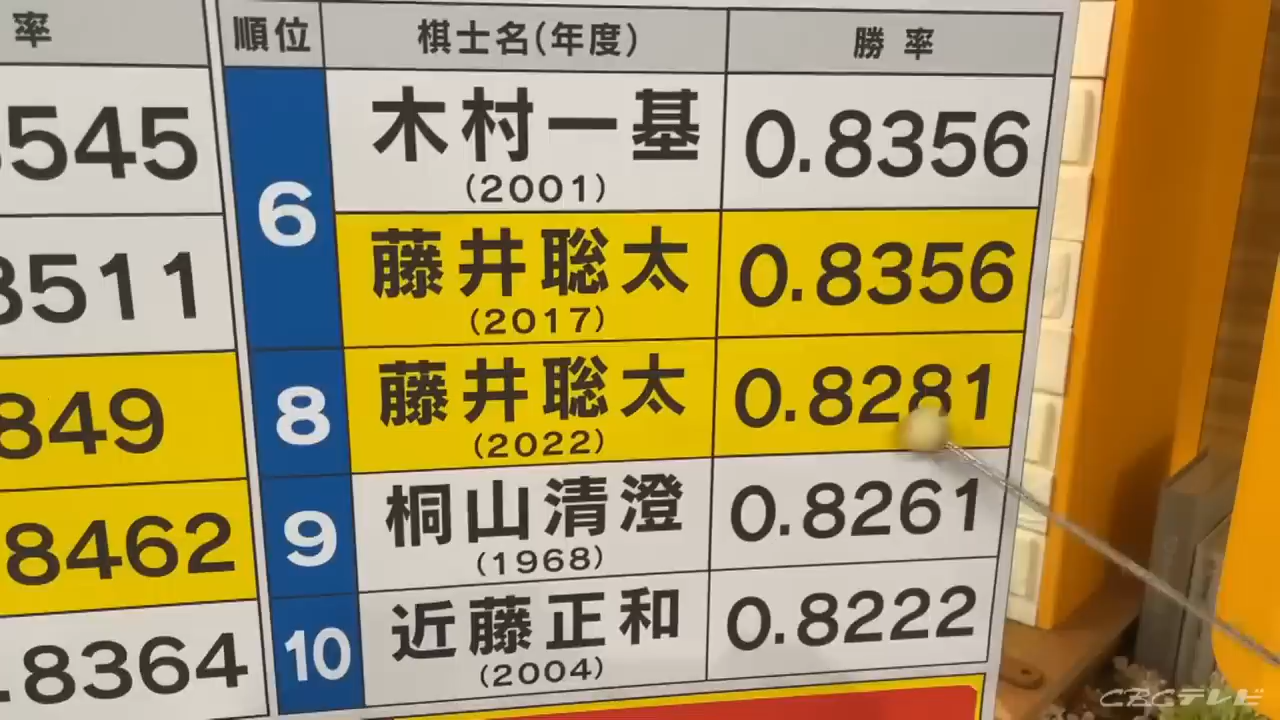 率
545
8511
849
8462
.8364
順位 棋士名(年度) 勝率
6
木村一基 0.8356
(2001)
藤井聡太 0.8356
(2017)
8 藤井聡太 0.8281
(2022)
9 桐山清澄 0.8261
(1968)
10 近藤正和 0.8222
(2004)
CBCテレビ